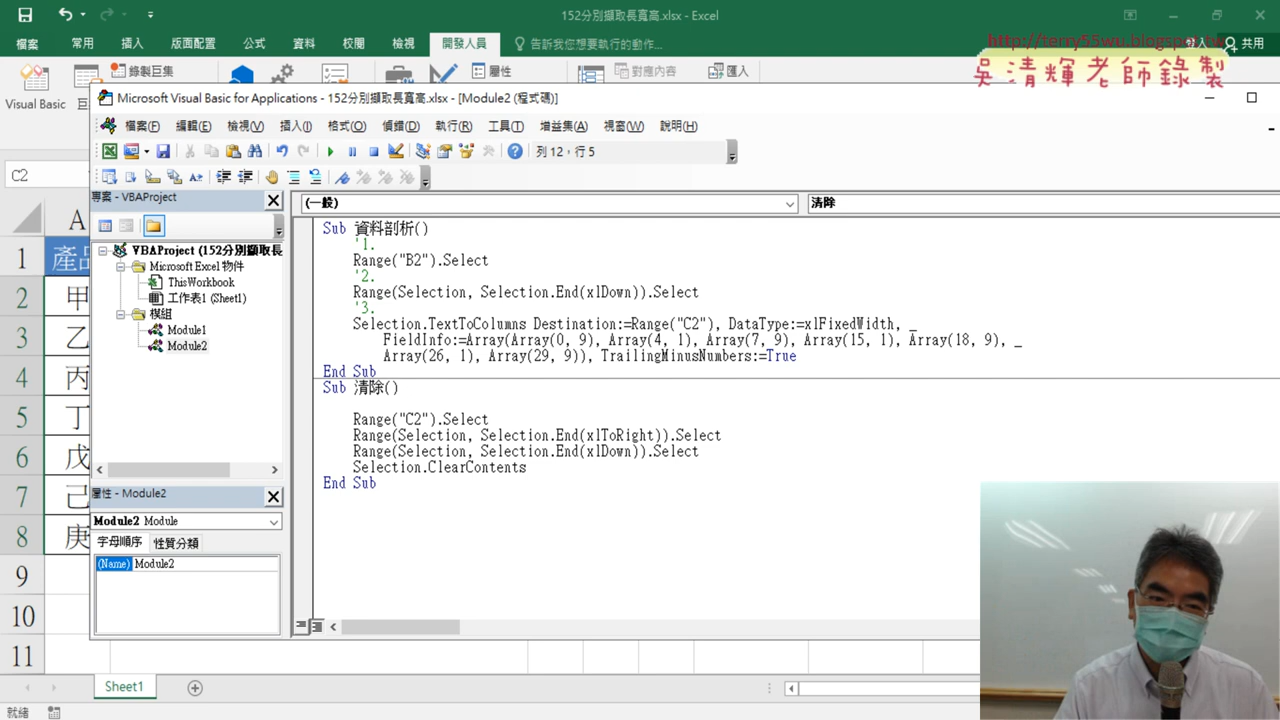 152分別擷取長寬高.xlsx - Excel
檔案 常用 插入 版面配置 公式 資料 校閱 檢視 開發人員 告訴我您想要執行的動作... 登入 共用
http://terry55wu.blogspot.tw
吳清輝老師錄製
錄製巨集 屬性 對應內容 匯入
Visual Basic 巨
Microsoft Visual Basic for Applications - 152分別擷取長寬高.xlsx - [Module2 (程式碼)]
檔案(F) 編輯(E) 檢視(V) 插入(I) 格式(O) 偵錯(D) 執行(R) 工具(T) 增益集(A) 視窗(W) 說明(H)
列 12，行 5
C2
專案 - VBAProject
(一般) 清除
VBAProject (152分別擷取長
Microsoft Excel 物件
ThisWorkbook
工作表1 (Sheet1)
模組
Module1
Module2
屬性 - Module2
Module2 Module
字母順序 性質分類
(Name) Module2
Sub 資料剖析()
'1.
Range("B2").Select
'2.
Range(Selection, Selection.End(xlDown)).Select
'3.
Selection.TextToColumns Destination:=Range("C2"), DataType:=xlFixedWidth, _
FieldInfo:=Array(Array(0, 9), Array(4, 1), Array(7, 9), Array(15, 1), Array(18, 9), _
Array(26, 1), Array(29, 9)), TrailingMinusNumbers:=True
End Sub
Sub 清除()
Range("C2").Select
Range(Selection, Selection.End(xlToRight)).Select
Range(Selection, Selection.End(xlDown)).Select
Selection.ClearContents
End Sub
A
1 產品
2 甲
3 乙
4 丙
5 丁
6 戊
7 己
8 庚
9
10
11
Sheet1
就緒